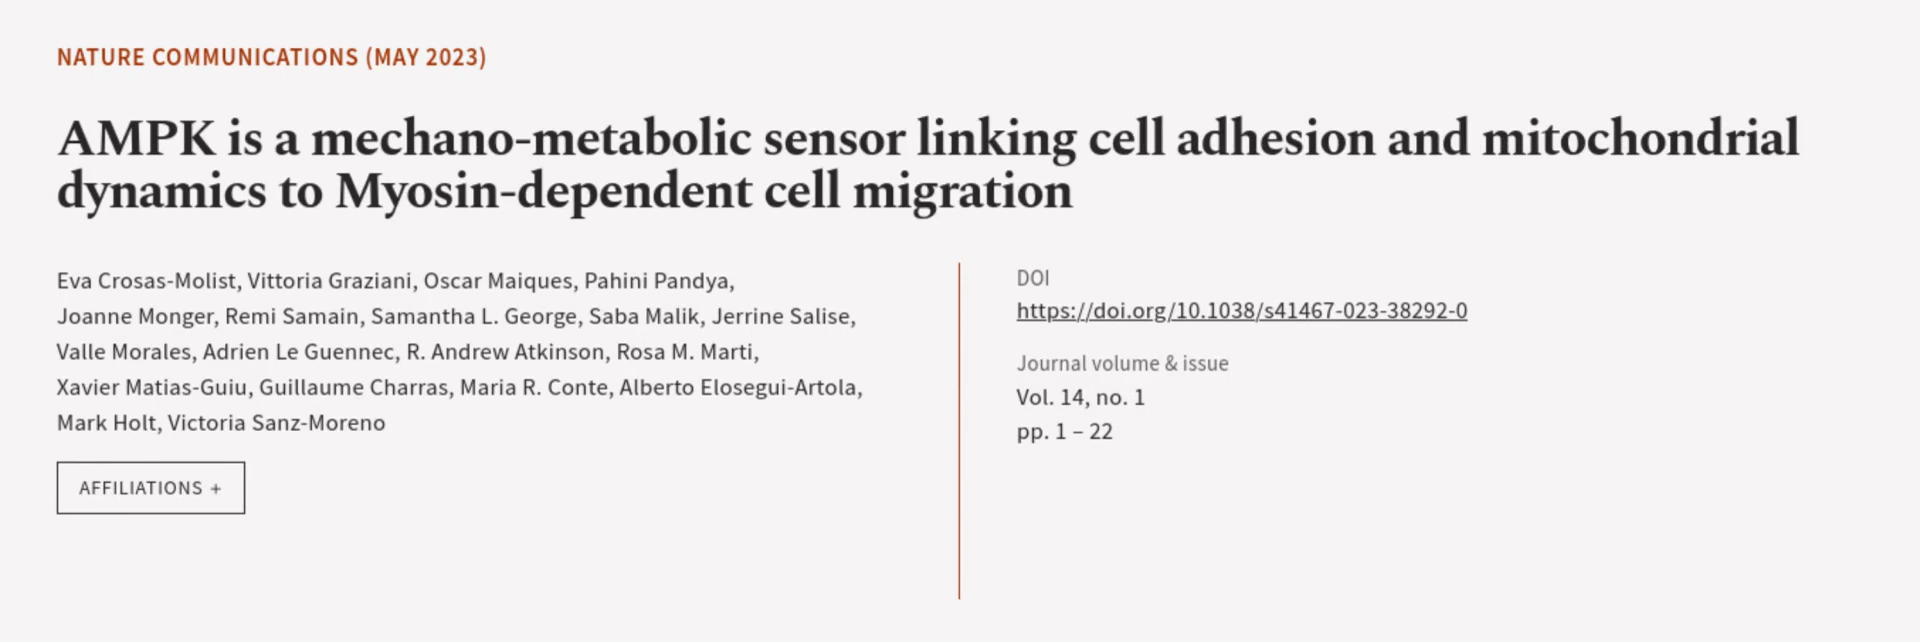 NATURE COMMUNICATIONS (MAY 2023)
AMPK is a mechano-metabolic sensor linking cell adhesion and mitochondrial
dynamics to Myosin-dependent cell migration
Eva Crosas-Molist, Vittoria Graziani, Oscar Maiques, Pahini Pandya,
Joanne Monger, Remi Samain, Samantha L. George, Saba Malik, Jerrine Salise,
Valle Morales, Adrien Le Guennec, R. Andrew Atkinson, Rosa M. Marti,
Xavier Matias-Guiu, Guillaume Charras, Maria R. Conte, Alberto Elosegui-Artola,
Mark Holt, Victoria Sanz-Moreno
AFFILIATIONS +
DOI
https://doi.org/10.1038/s41467-023-38292-0
Journal volume & issue
Vol. 14, no. 1
pp. 1 – 22